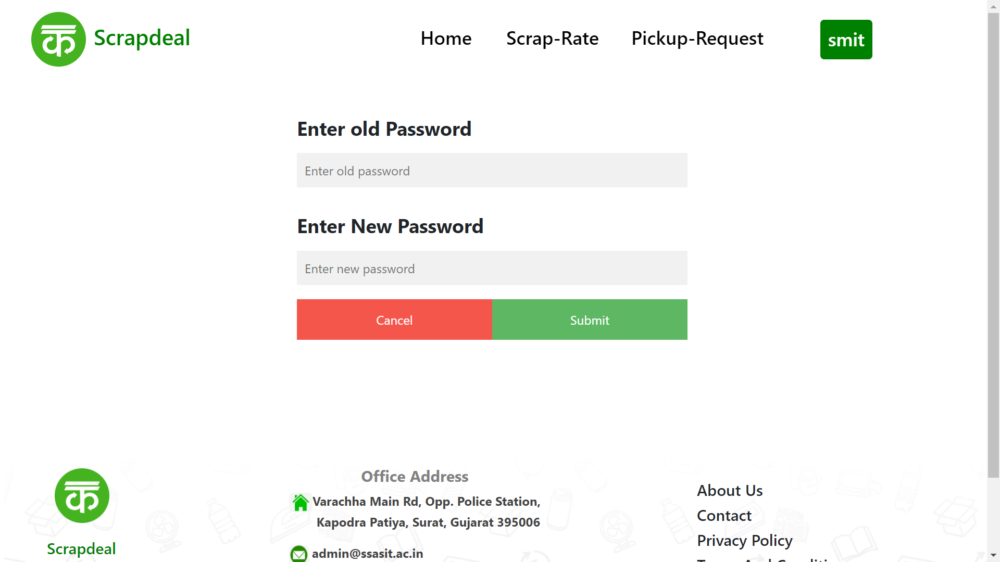 क
Scrapdeal
Home
Scrap-Rate
Pickup-Request
smit
Enter old Password
Enter old password
Enter New Password
Enter new password
Cancel
Submit
क
Scrapdeal
Office Address
Varachha Main Rd, Opp. Police Station,
Kapodra Patiya, Surat, Gujarat 395006
admin@ssasit.ac.in
About Us
Contact
Privacy Policy